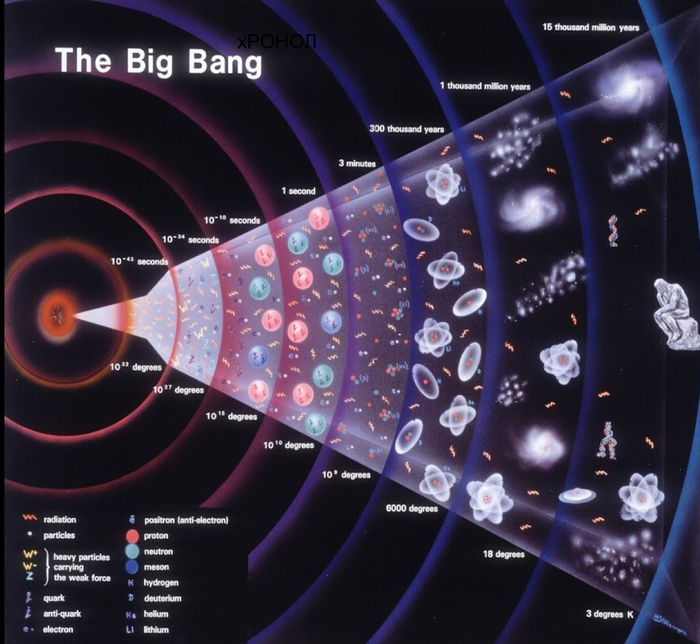 хРОНОЛ
The Big Bang
15 thousand million years
1 thousand million years
300 thousand years
3 minutes
1 second
10⁻¹⁰ seconds
10⁻³⁴ seconds
10⁻⁴³ seconds
10³² degrees
10²⁷ degrees
10¹⁵ degrees
10¹⁰ degrees
10⁹ degrees
6000 degrees
18 degrees
3 degrees K
radiation
particles
W⁺
W⁻
Z
heavy particles
carrying
the weak force
quark
anti-quark
e⁻ electron
positron (anti-electron)
proton
neutron
meson
H hydrogen
D deuterium
He helium
Li lithium